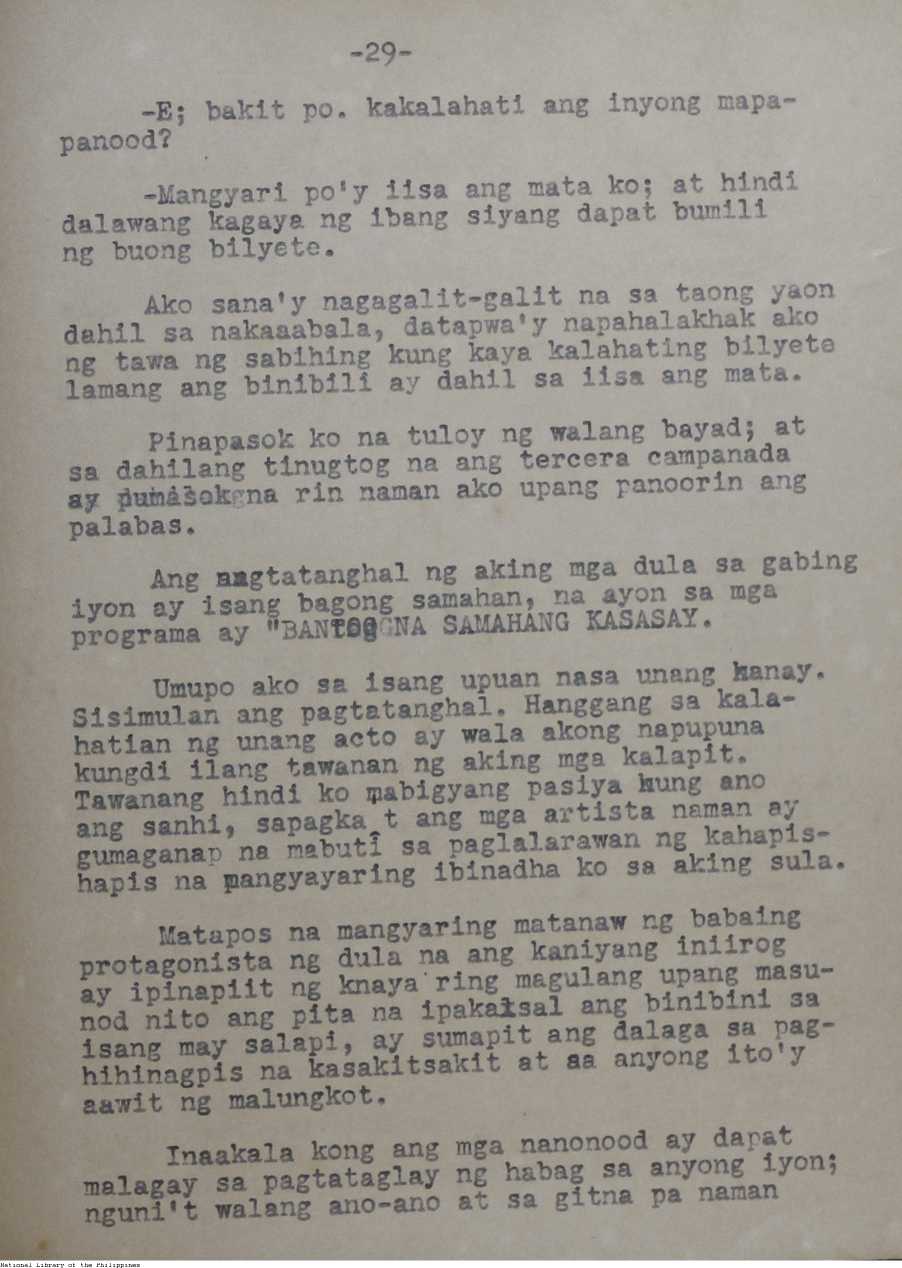 -29-
-E; bakit po. kakalahati ang inyong mapa-
panood?
-Mangyari po'y iisa ang mata ko; at hindi
dalawang kagaya ng ibang siyang dapat bumili
ng buong bilyete.
Ako sana'y nagagalit-galit na sa taong yaon
dahil sa nakaaabala, datapwa'y napahalakhak ako
ng tawa ng sabihing kung kaya kalahating bilyete
lamang ang binibili ay dahil sa iisa ang mata.
Pinapasok ko na tuloy ng walang bayad; at
sa dahilang tinugtog na ang tercera campanada
ay na rin naman ako upang panoorin ang
palabas.
Ang nagtatanghal ng aking mga dula sa gabing
iyon ay isang bagong samahan, na ayon sa mga
programa ay NA SAMAHANG KASASAY.
Umupo ako sa isang upuan nasa unang hanay.
Sisimulan ang pagtatanghal. Hanggang sa kala-
hatian ng unang acto ay wala akong napupuna
kungdi ilang tawanan ng aking mga kalapit.
Tawanang hindi ko mabigyang pasiya kung ano
ang sanhi, sapagka't ang mga artista naman ay
gumaganap na mabuti sa paglalarawan ng kahapis-
hapis na pangyayaring ibinadha ko sa aking sula.
Matapos na mangyaring matanaw ng babaing
protagonista ng dula na ang kaniyang iniirog
ay ipinapiit ng knaya ring magulang upang masu-
nod nito ang pita na ipakatsal ang binibini sa
isang may salapi, ay sumapit ang dalaga sa pag-
hihinagpis na kasakitsakit at sa anyong ito'y
aawit ng malungkot.
Inaakala kong ang mga nanonood ay dapat
malagay sa pagtataglay ng habag sa anyong iyon;
nguni't walang ano-ano at sa gitna pa naman
National Library of the Philippines